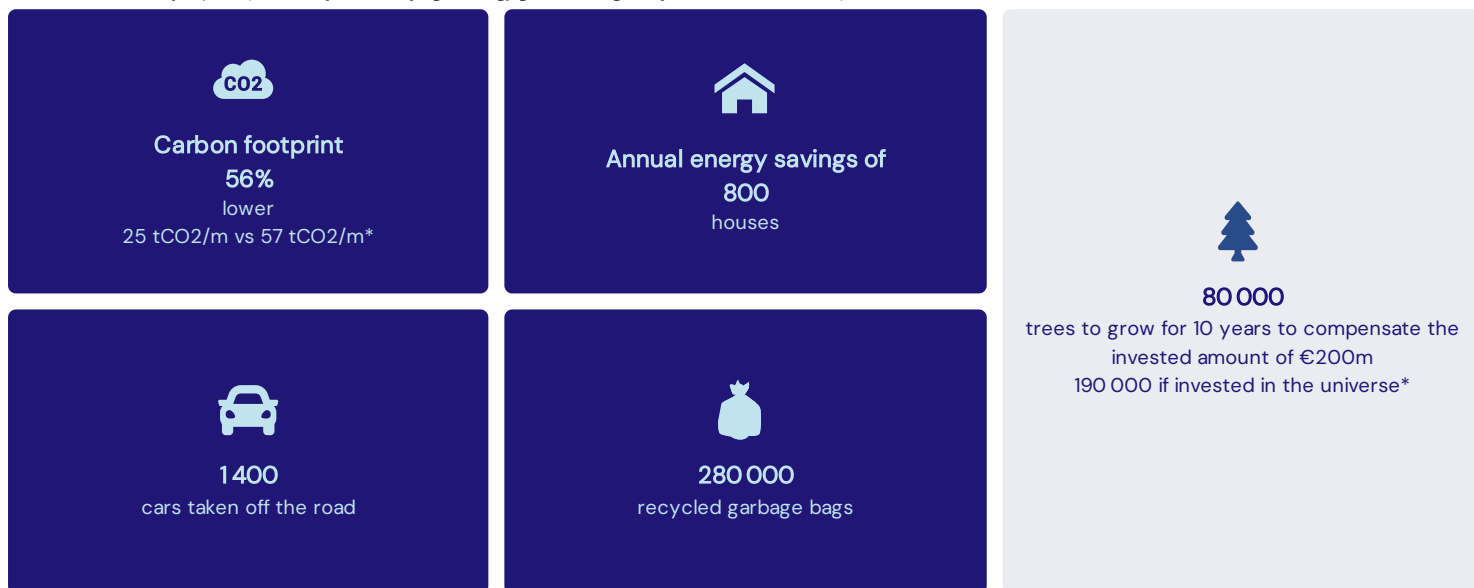 CO2
Carbon footprint
56%
lower
25 tCO2/m vs 57 tCO2/m*
Annual energy savings of
800
houses
80 000
trees to grow for 10 years to compensate the
invested amount of €200m
190 000 if invested in the universe*
1 400
cars taken off the road
280 000
recycled garbage bags